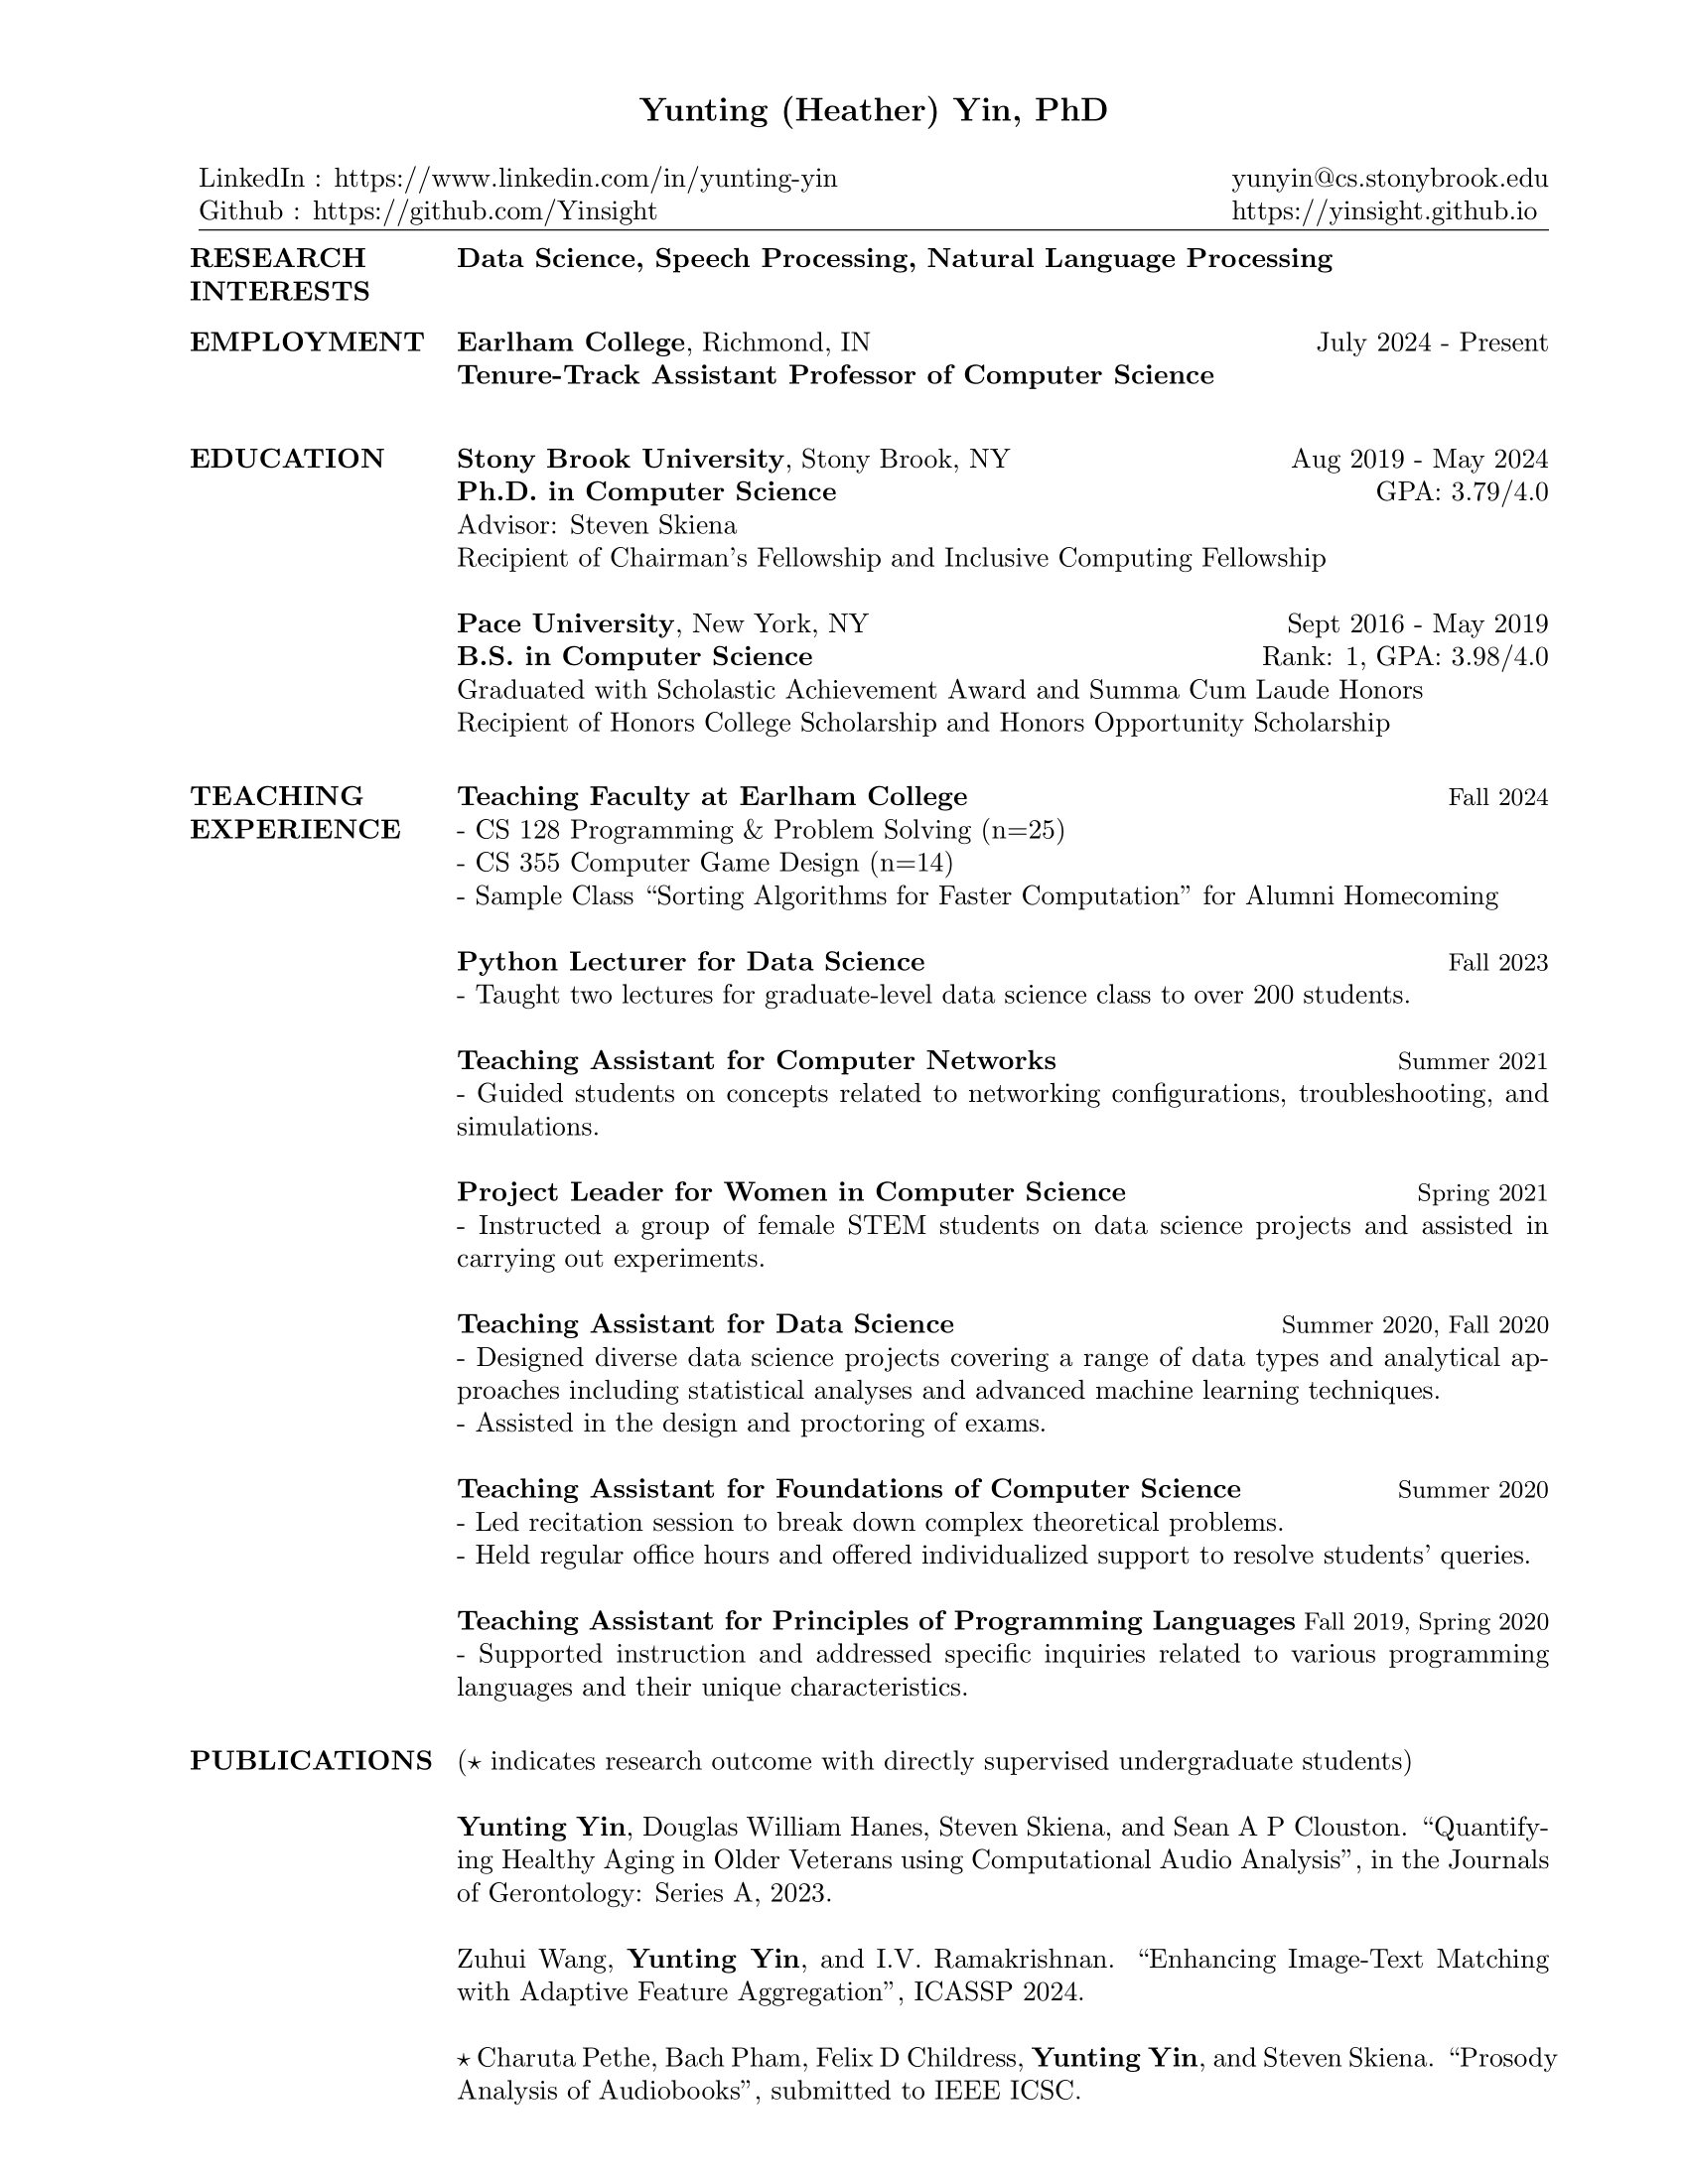 Yunting (Heather) Yin, PhD
LinkedIn : https://www.linkedin.com/in/yunting-yin yunyin@cs.stonybrook.edu
Github : https://github.com/Yinsight https://yinsight.github.io
RESEARCH Data Science, Speech Processing, Natural Language Processing
INTERESTS
EMPLOYMENT Earlham College, Richmond, IN July 2024 - Present
Tenure-Track Assistant Professor of Computer Science
EDUCATION Stony Brook University, Stony Brook, NY Aug 2019 - May 2024
Ph.D. in Computer Science GPA: 3.79/4.0
Advisor: Steven Skiena
Recipient of Chairman's Fellowship and Inclusive Computing Fellowship
Pace University, New York, NY Sept 2016 - May 2019
B.S. in Computer Science Rank: 1, GPA: 3.98/4.0
Graduated with Scholastic Achievement Award and Summa Cum Laude Honors
Recipient of Honors College Scholarship and Honors Opportunity Scholarship
TEACHING Teaching Faculty at Earlham College Fall 2024
EXPERIENCE - CS 128 Programming & Problem Solving (n=25)
- CS 355 Computer Game Design (n=14)
- Sample Class “Sorting Algorithms for Faster Computation” for Alumni Homecoming
Python Lecturer for Data Science Fall 2023
- Taught two lectures for graduate-level data science class to over 200 students.
Teaching Assistant for Computer Networks Summer 2021
- Guided students on concepts related to networking configurations, troubleshooting, and
simulations.
Project Leader for Women in Computer Science Spring 2021
- Instructed a group of female STEM students on data science projects and assisted in
carrying out experiments.
Teaching Assistant for Data Science Summer 2020, Fall 2020
- Designed diverse data science projects covering a range of data types and analytical ap-
proaches including statistical analyses and advanced machine learning techniques.
- Assisted in the design and proctoring of exams.
Teaching Assistant for Foundations of Computer Science Summer 2020
- Led recitation session to break down complex theoretical problems.
- Held regular office hours and offered individualized support to resolve students' queries.
Teaching Assistant for Principles of Programming Languages Fall 2019, Spring 2020
- Supported instruction and addressed specific inquiries related to various programming
languages and their unique characteristics.
PUBLICATIONS (⋆ indicates research outcome with directly supervised undergraduate students)
Yunting Yin, Douglas William Hanes, Steven Skiena, and Sean A P Clouston. “Quantify-
ing Healthy Aging in Older Veterans using Computational Audio Analysis”, in the Journals
of Gerontology: Series A, 2023.
Zuhui Wang, Yunting Yin, and I.V. Ramakrishnan. “Enhancing Image-Text Matching
with Adaptive Feature Aggregation”, ICASSP 2024.
⋆ Charuta Pethe, Bach Pham, Felix D Childress, Yunting Yin, and Steven Skiena. “Prosody
Analysis of Audiobooks”, submitted to IEEE ICSC.